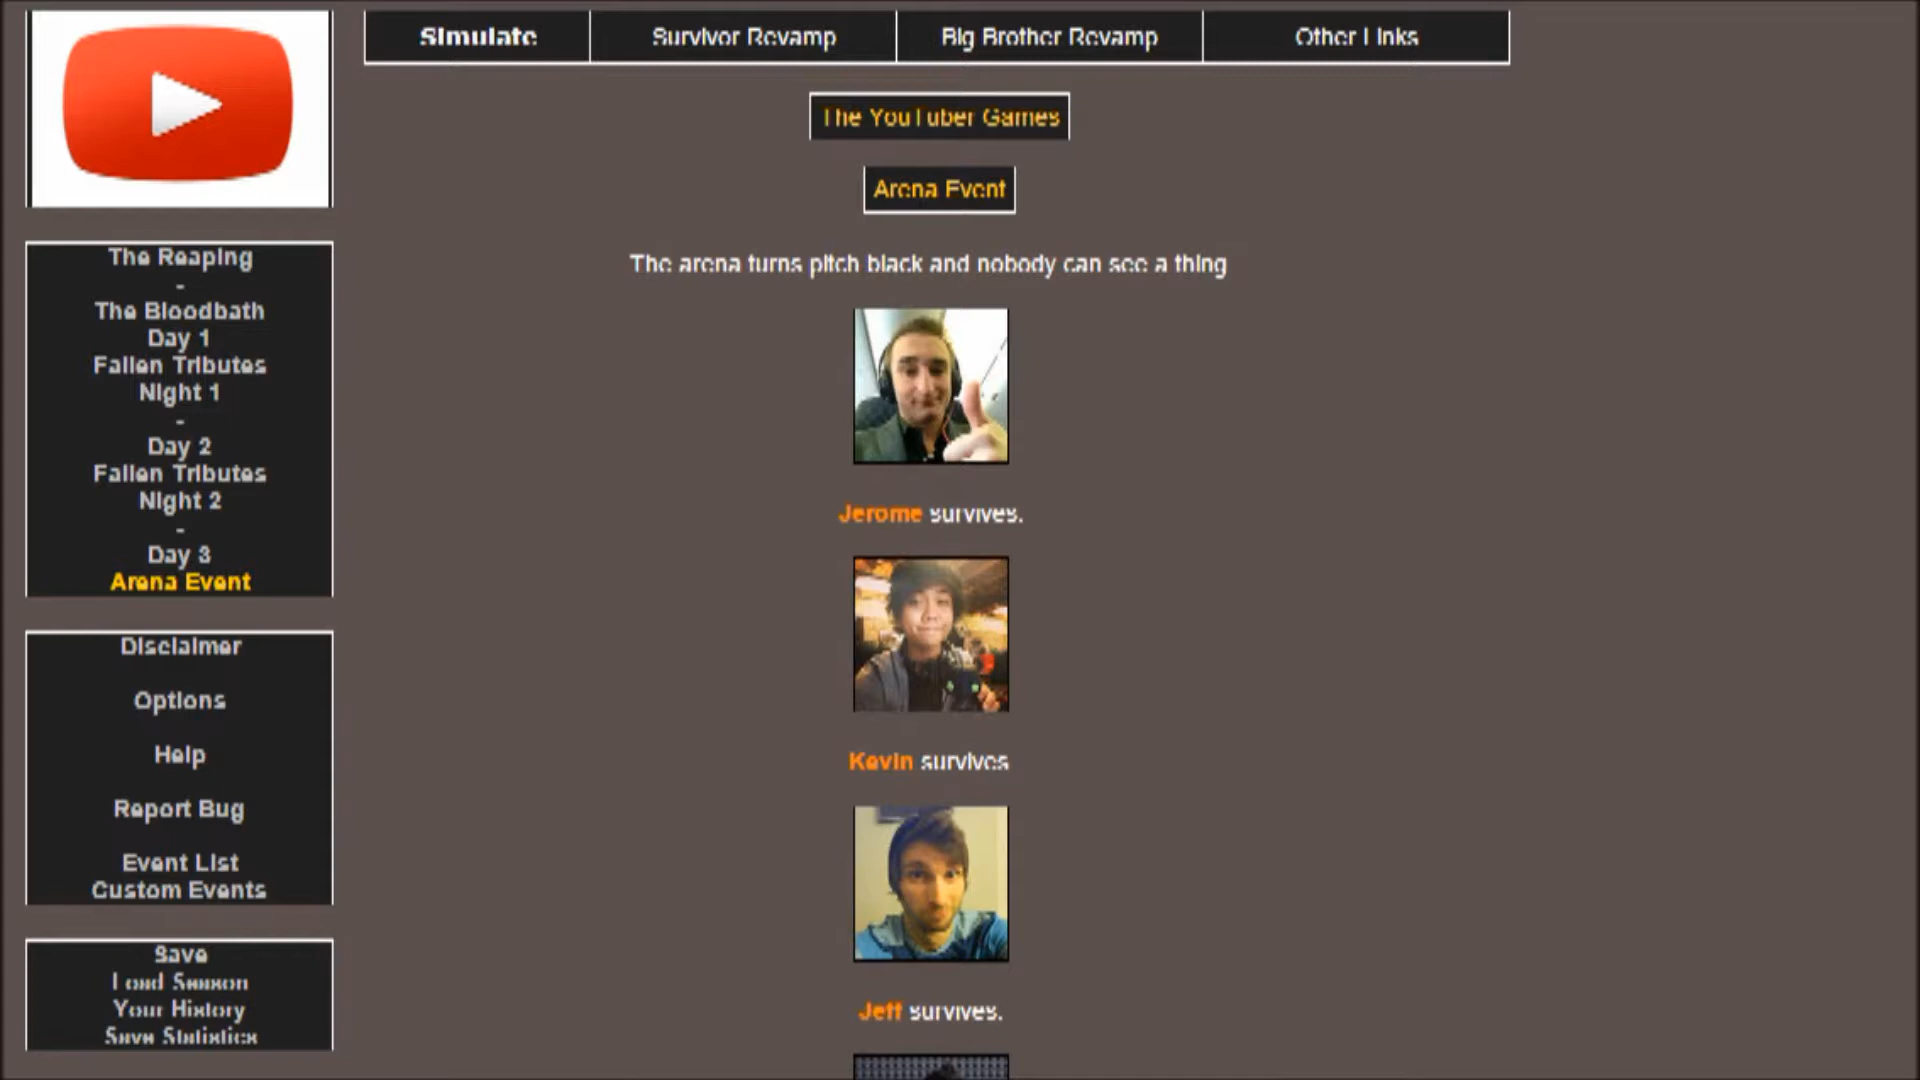 Simulate
Survivor Revamp
Big Brother Revamp
Other Links
The YouTuber Games
Arena Event
The arena turns pitch black and nobody can see a thing
Jerome survives.
Kevin survives
Jeff survives.
The Reaping
-
The Bloodbath
Day 1
Fallen Tributes
Night 1
-
Day 2
Fallen Tributes
Night 2
-
Day 3
Arena Event
Disclaimer
Options
Help
Report Bug
Event List
Custom Events
Save
Load Season
Your History
Save Statistics